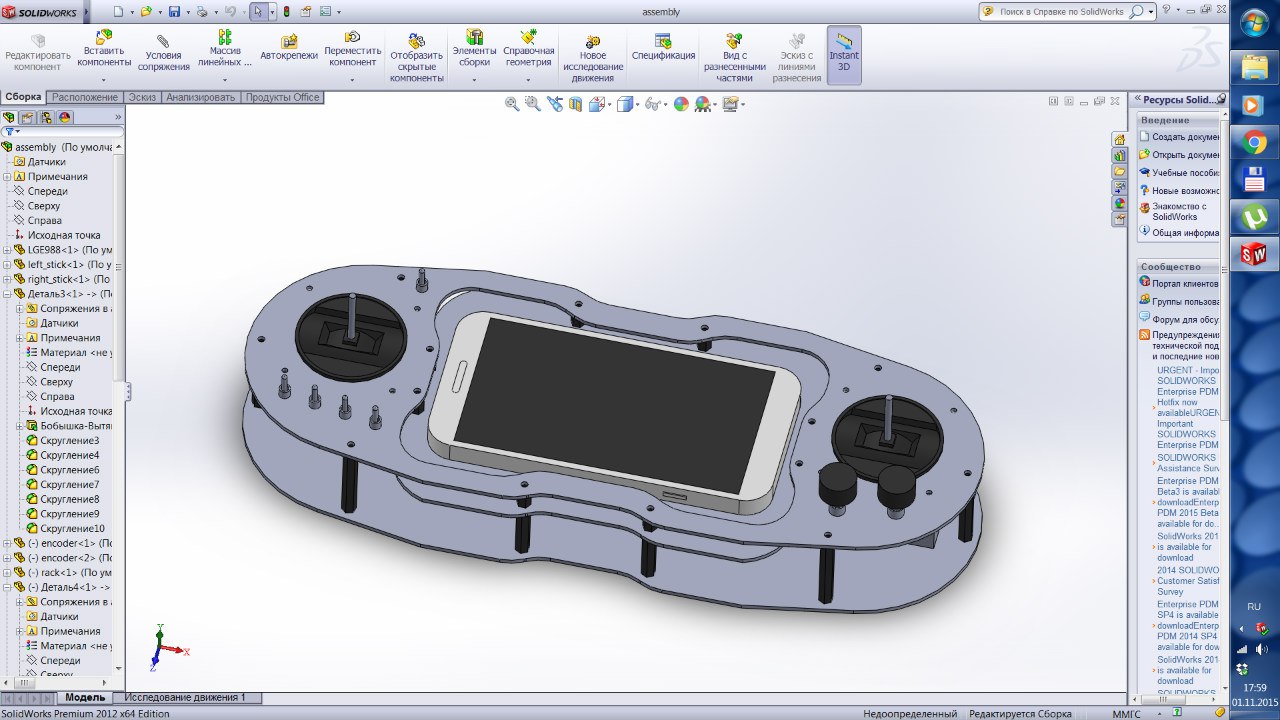 SOLIDWORKS
assembly
Поиск в Справке по SolidWorks
Редактировать
компонент
Вставить
компоненты
Условия
сопряжения
Массив
линейных ...
Автокрепежи
Переместить
компонент
Отобразить
скрытые
компоненты
Элементы
сборки
Справочная
геометрия
Новое
исследование
движения
Спецификация
Вид с
разнесенными
частями
Эскиз с
линиями
разнесения
Instant
3D
Сборка
Расположение
Эскиз
Анализировать
Продукты Office
assembly (По умолча
Датчики
Примечания
Спереди
Сверху
Справа
Исходная точка
LGE988<1> (По ум
left_stick<1> (По у
right_stick<1> (По
Деталь3<1> -> (По
Сопряжения в а
Датчики
Примечания
Материал <не у
Спереди
Сверху
Справа
Исходная точка
Бобышка-Вытя
Скругление3
Скругление4
Скругление6
Скругление7
Скругление8
Скругление9
Скругление10
(-) encoder<1> (По
(-) encoder<2> (По
(-) rack<1> (По ум
(-) Деталь4<1> ->
Сопряжения в а
Датчики
Примечания
Материал <не у
Спереди
Сверху
Y
X
Z
Модель
Исследование движения 1
SolidWorks Premium 2012 x64 Edition
Недоопределенный
Редактируется Сборка
ММГС
Ресурсы Solid...
Введение
Создать докумен
Открыть докумен
Учебные пособи
Новые возможно
Знакомство с
SolidWorks
Общая информа
Сообщество
Портал клиентов
Группы пользова
Форум для обсу
Предупреждения
технической под
и последние нов
URGENT - Impo
SOLIDWORKS
Enterprise PDM
Hotfix now
availableURGEN
Important
SOLIDWORKS
Enterprise PDM
SOLIDWORKS
Assistance Surv
Enterprise PDM
Beta3 is availabl
downloadEnterp
PDM 2015 Beta
available for do...
SolidWorks 201
is available for
download
2014 SOLIDWO
Customer Satisf
Survey
Enterprise PDM
SP4 is available
downloadEnterp
PDM 2014 SP4
available for dow
SolidWorks 201
is available for
download
SOLIDWORKS
RU
17:59
01.11.2015